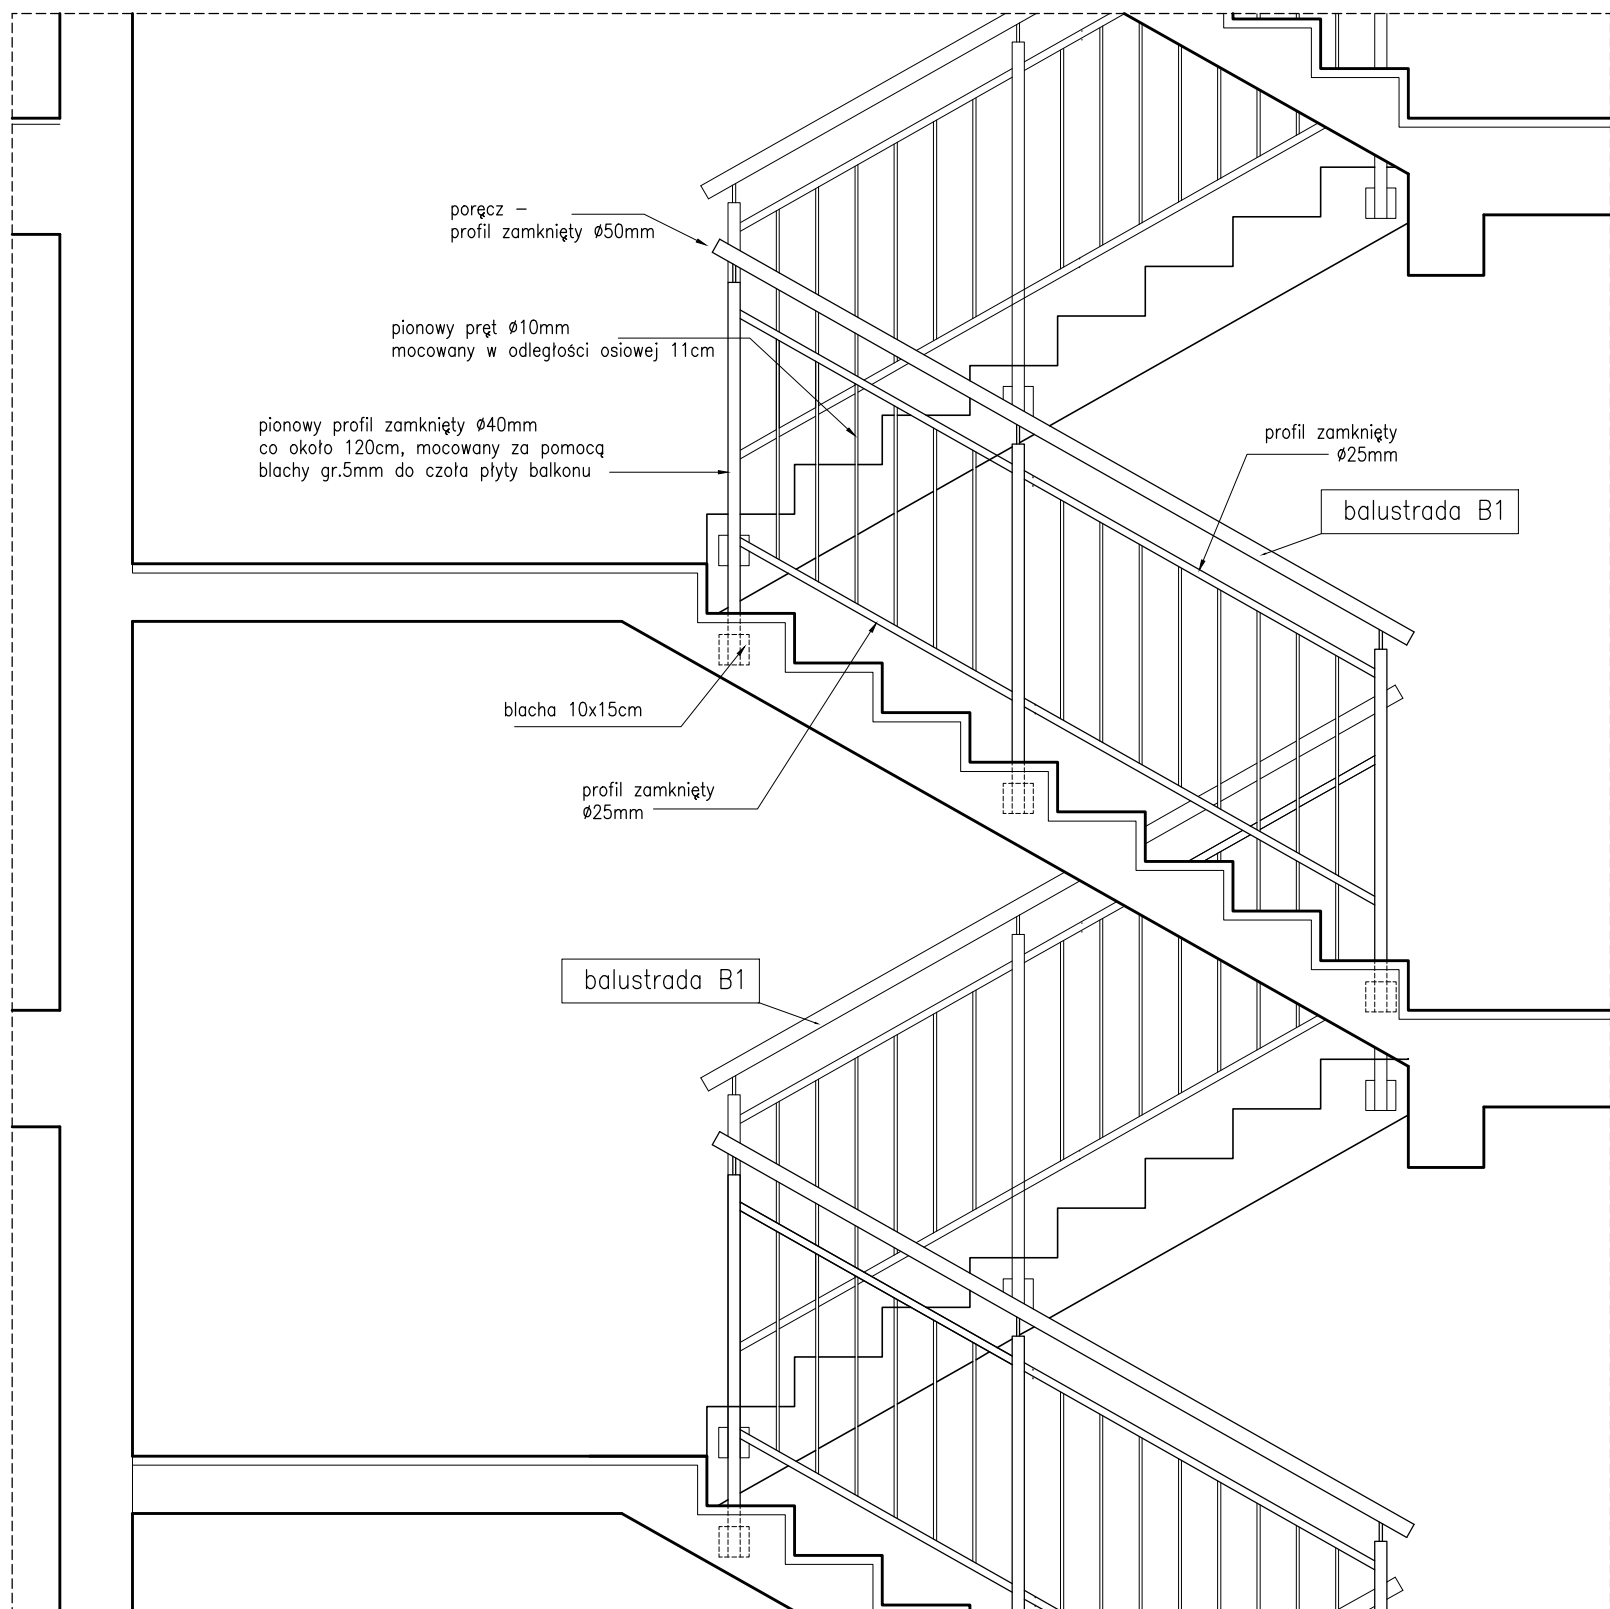 poręcz –
profil zamknięty Ø50mm
pionowy pręt Ø10mm
mocowany w odległości osiowej 11cm
pionowy profil zamknięty Ø40mm
co około 120cm, mocowany za pomocą
blachy gr.5mm do czoła płyty balkonu
profil zamknięty
Ø25mm
balustrada B1
blacha 10x15cm
profil zamknięty
Ø25mm
balustrada B1